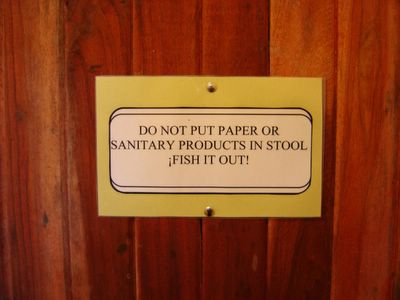 DO NOT PUT PAPER OR
SANITARY PRODUCTS IN STOOL
¡FISH IT OUT!